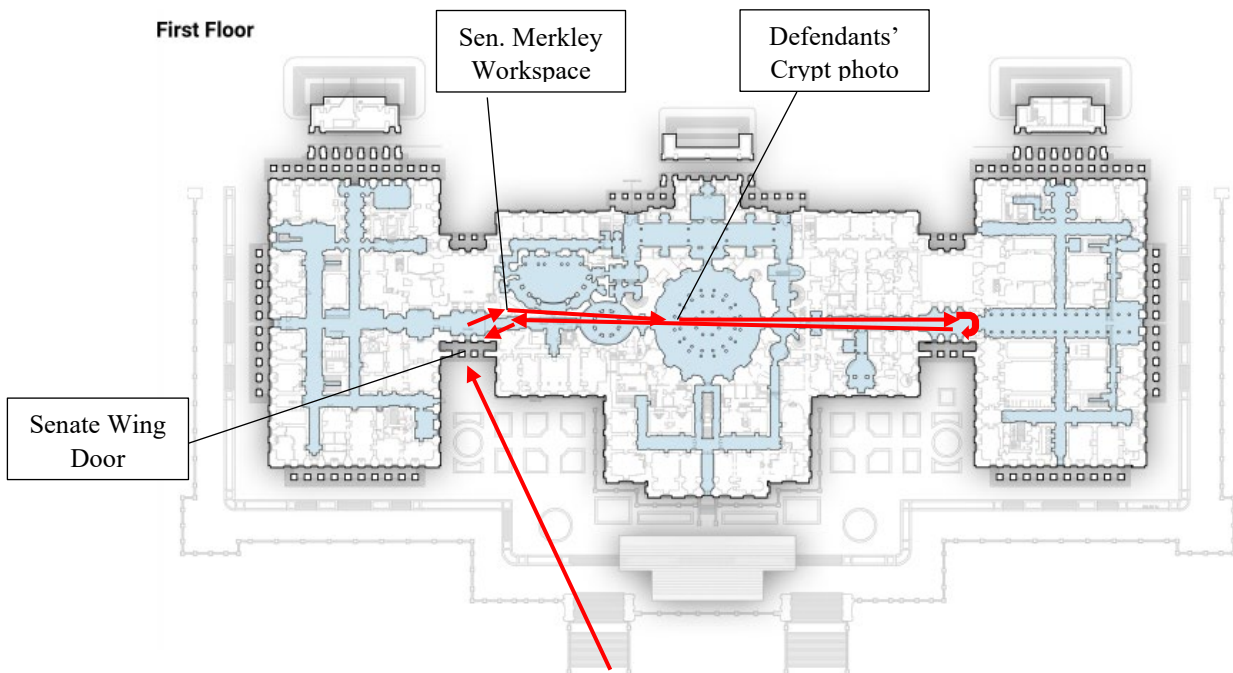 First Floor
Sen. Merkley
Workspace
Defendants’
Crypt photo
Senate Wing
Door